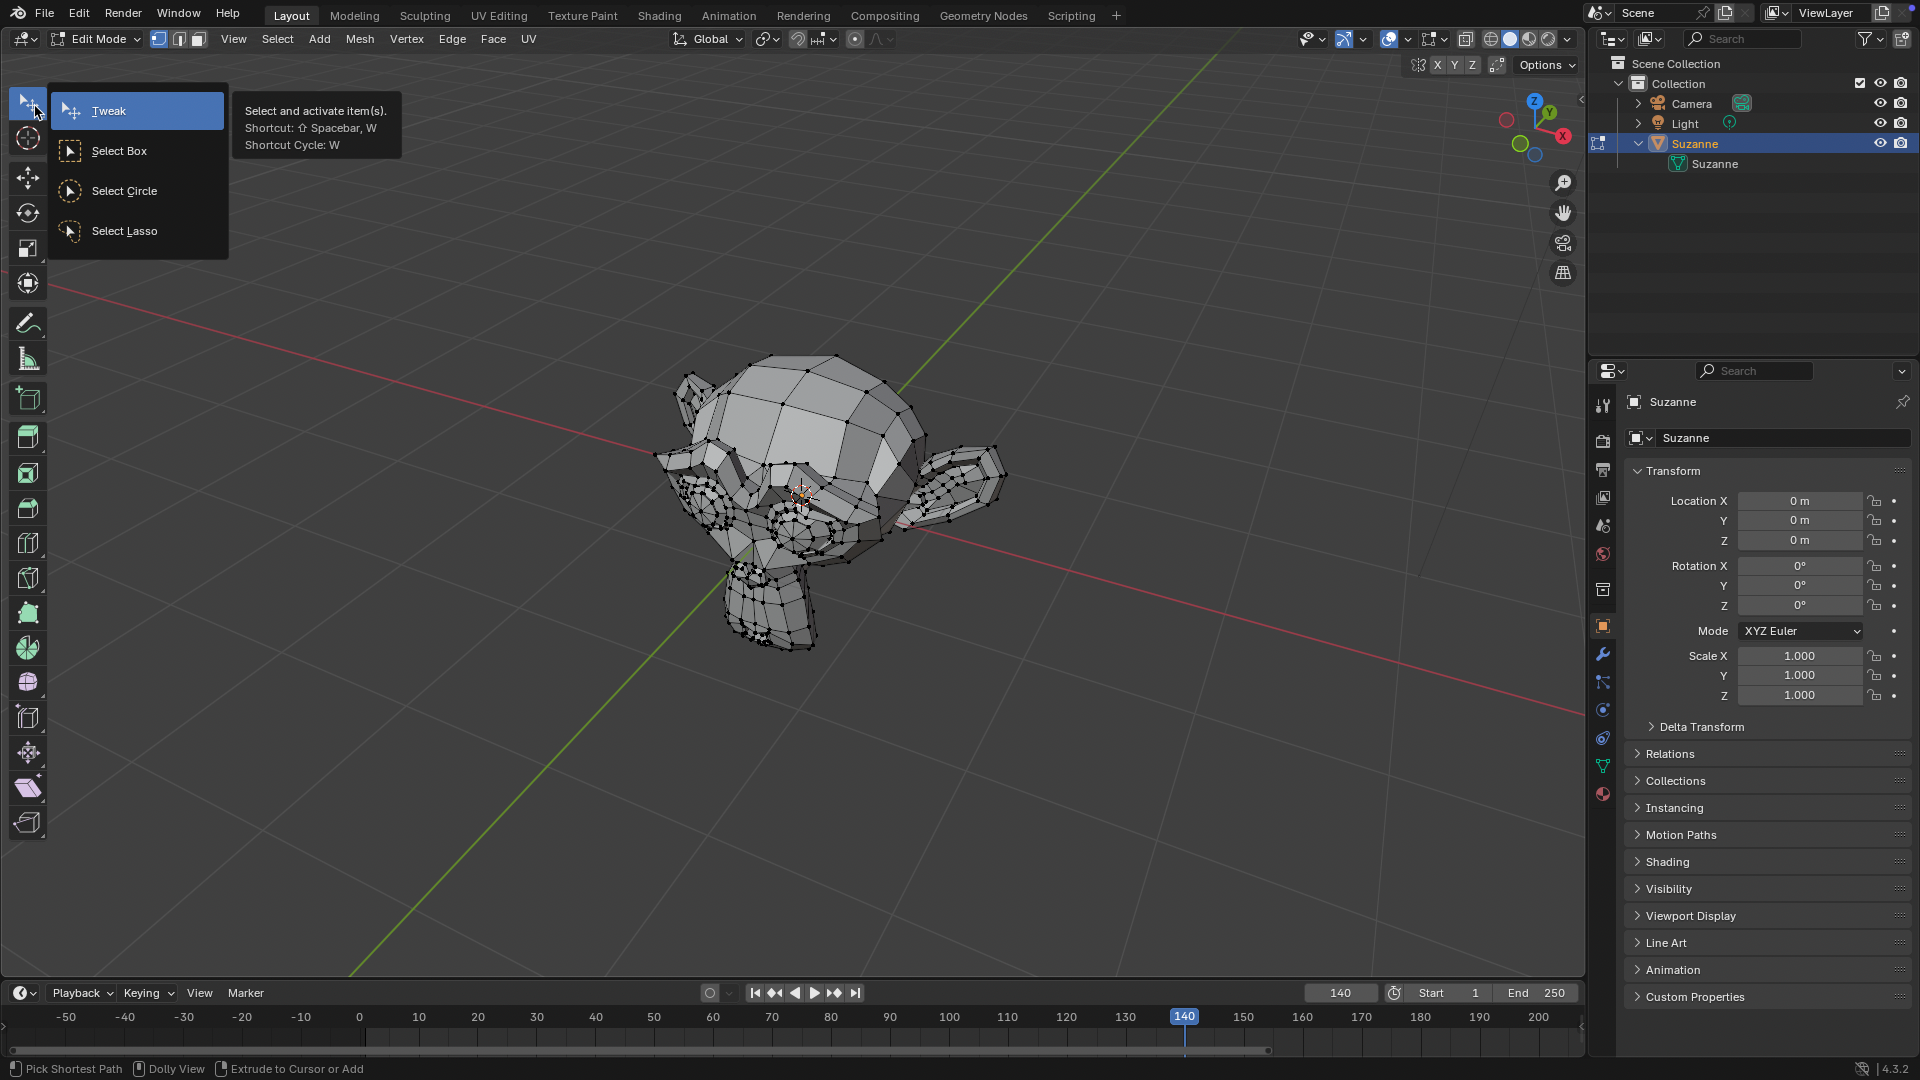 File Edit Render Window Help Layout Modeling Sculpting UV Editing Texture Paint Shading Animation Rendering Compositing Geometry Nodes Scripting + Scene ViewLayer
Edit Mode View Select Add Mesh Vertex Edge Face UV Global Search
X Y Z Options
Scene Collection
Collection
Camera
Light
Suzanne
Suzanne
Tweak
Select Box
Select Circle
Select Lasso
Select and activate item(s).
Shortcut: ⇧ Spacebar, W
Shortcut Cycle: W
Z
Y
X
Search
Suzanne
Suzanne
Transform
Location X 0 m
Y 0 m
Z 0 m
Rotation X 0°
Y 0°
Z 0°
Mode XYZ Euler
Scale X 1.000
Y 1.000
Z 1.000
Delta Transform
Relations
Collections
Instancing
Motion Paths
Shading
Visibility
Viewport Display
Line Art
Animation
Custom Properties
Playback Keying View Marker 140 Start 1 End 250
-50 -40 -30 -20 -10 0 10 20 30 40 50 60 70 80 90 100 110 120 130 140 150 160 170 180 190 200
Pick Shortest Path Dolly View Extrude to Cursor or Add 4.3.2